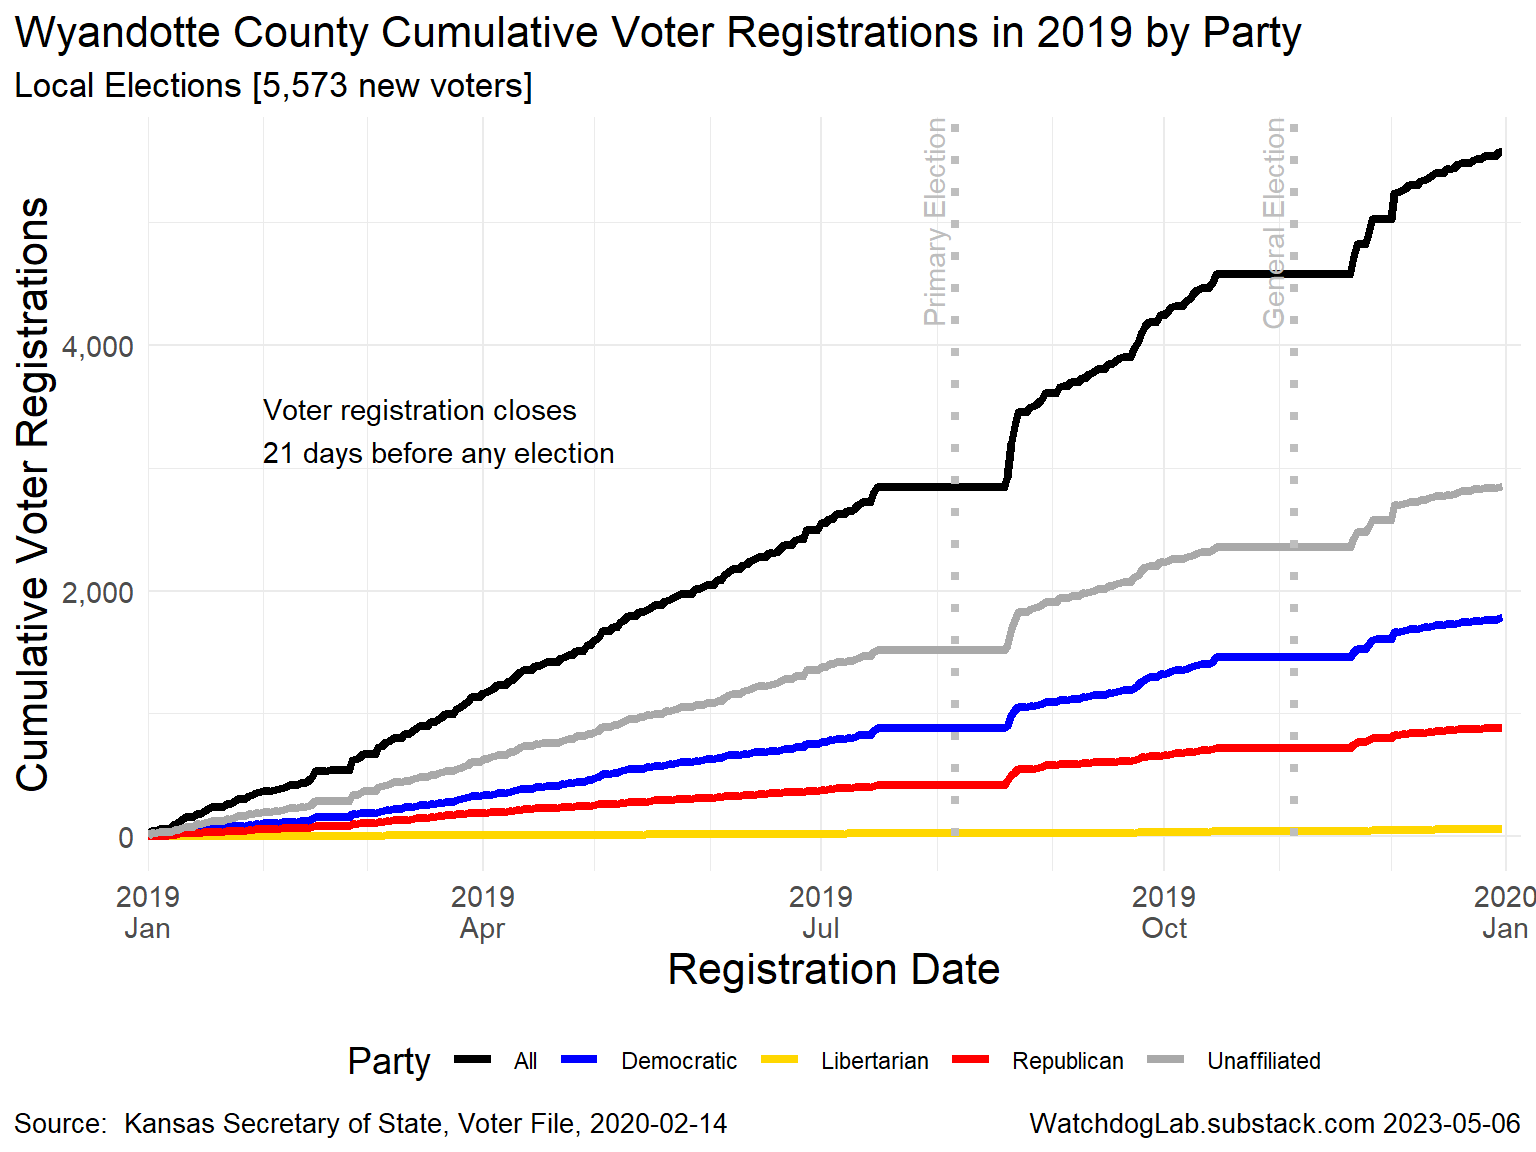 Wyandotte County Cumulative Voter Registrations in 2019 by Party
Local Elections [5,573 new voters]
Cumulative Voter Registrations
4,000
2,000
0
Primary Election
General Election
Voter registration closes
21 days before any election
2019 2019 2019 2019 2020
Jan Apr Jul Oct Jan
Registration Date
Party All Democratic Libertarian Republican Unaffiliated
Source:  Kansas Secretary of State, Voter File, 2020-02-14
WatchdogLab.substack.com 2023-05-06